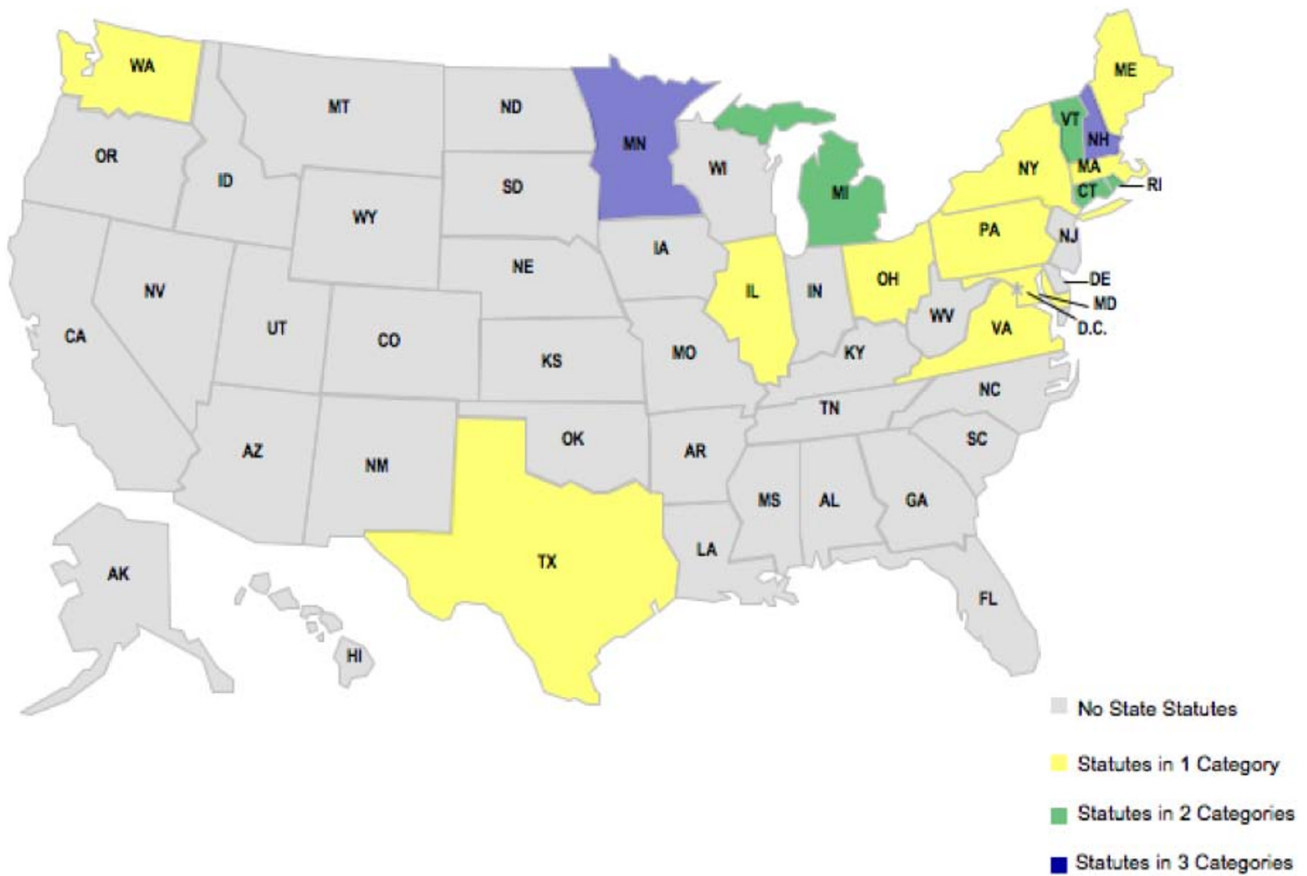 WA
ME
MT
ND
VT
MN
NH
OR
WI
NY
MA
ID
SD
MI
CT
RI
WY
PA
NJ
IA
NE
OH
DE
NV
IL
IN
MD
UT
WV
VA
D.C.
CA
CO
MO
KY
KS
NC
TN
OK
SC
AZ
AR
NM
MS
AL
GA
LA
TX
AK
FL
HI
No State Statutes
Statutes in 1 Category
Statutes in 2 Categories
Statutes in 3 Categories